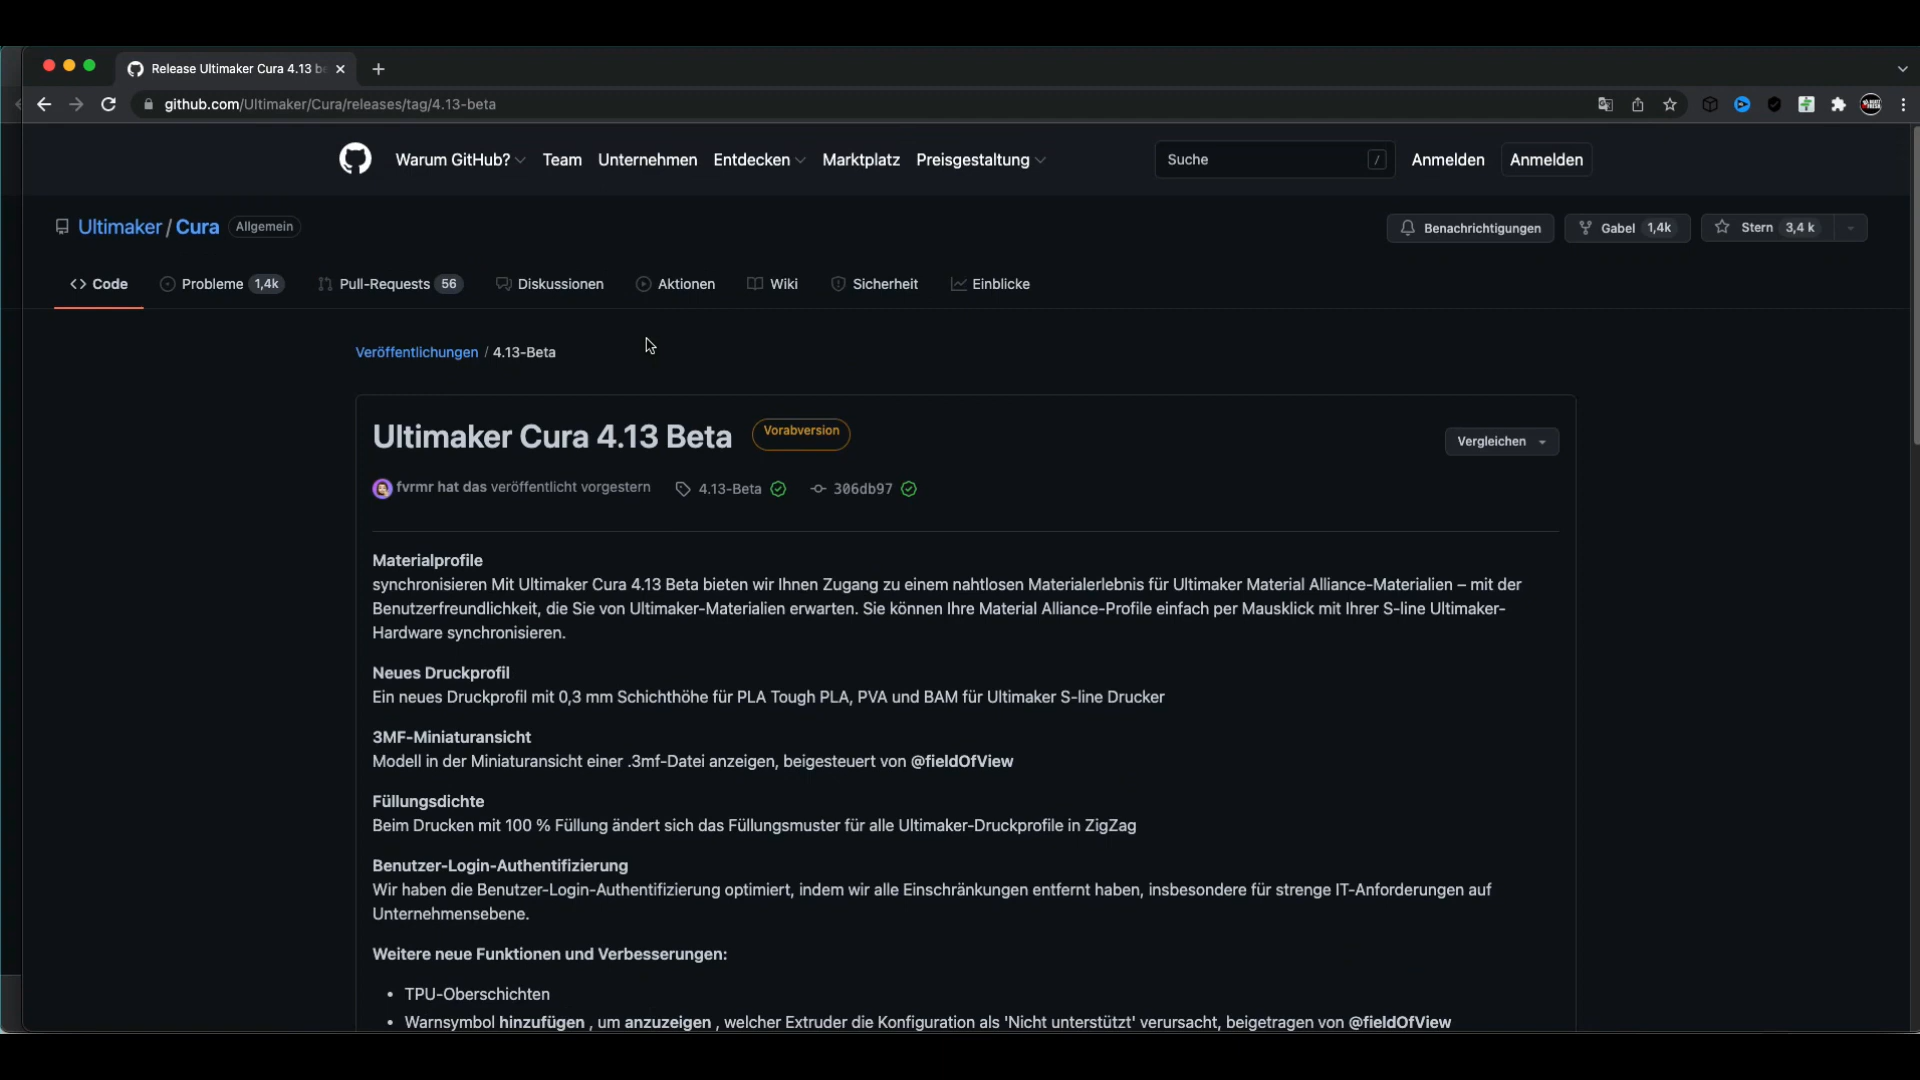 Release Ultimaker Cura 4.13 be
github.com/Ultimaker/Cura/releases/tag/4.13-beta
Warum GitHub? Team Unternehmen Entdecken Marktplatz Preisgestaltung Suche / Anmelden Anmelden
Ultimaker / Cura Allgemein Benachrichtigungen Gabel 1,4k Stern 3,4 k
Code Probleme 1,4k Pull-Requests 56 Diskussionen Aktionen Wiki Sicherheit Einblicke
Veröffentlichungen / 4.13-Beta
Ultimaker Cura 4.13 Beta Vorabversion Vergleichen
fvrmr hat das veröffentlicht vorgestern 4.13-Beta 306db97
Materialprofile
synchronisieren Mit Ultimaker Cura 4.13 Beta bieten wir Ihnen Zugang zu einem nahtlosen Materialerlebnis für Ultimaker Material Alliance-Materialien – mit der
Benutzerfreundlichkeit, die Sie von Ultimaker-Materialien erwarten. Sie können Ihre Material Alliance-Profile einfach per Mausklick mit Ihrer S-line Ultimaker-
Hardware synchronisieren.
Neues Druckprofil
Ein neues Druckprofil mit 0,3 mm Schichthöhe für PLA Tough PLA, PVA und BAM für Ultimaker S-line Drucker
3MF-Miniaturansicht
Modell in der Miniaturansicht einer .3mf-Datei anzeigen, beigesteuert von @fieldOfView
Füllungsdichte
Beim Drucken mit 100 % Füllung ändert sich das Füllungsmuster für alle Ultimaker-Druckprofile in ZigZag
Benutzer-Login-Authentifizierung
Wir haben die Benutzer-Login-Authentifizierung optimiert, indem wir alle Einschränkungen entfernt haben, insbesondere für strenge IT-Anforderungen auf
Unternehmensebene.
Weitere neue Funktionen und Verbesserungen:
• TPU-Oberschichten
• Warnsymbol hinzufügen , um anzuzeigen , welcher Extruder die Konfiguration als 'Nicht unterstützt' verursacht, beigetragen von @fieldOfView